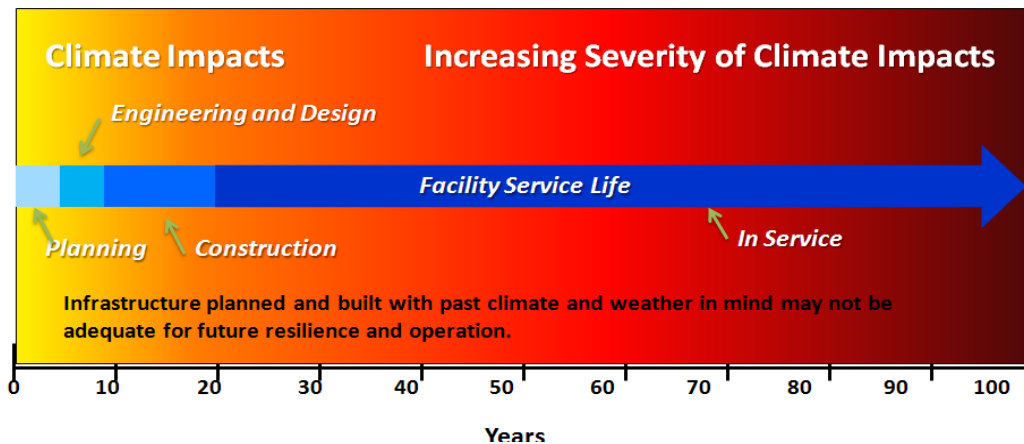 Climate Impacts
Increasing Severity of Climate Impacts
Engineering and Design
Facility Service Life
Planning
Construction
In Service
Infrastructure planned and built with past climate and weather in mind may not be
adequate for future resilience and operation.
0 10 20 30 40 50 60 70 80 90 100
Years